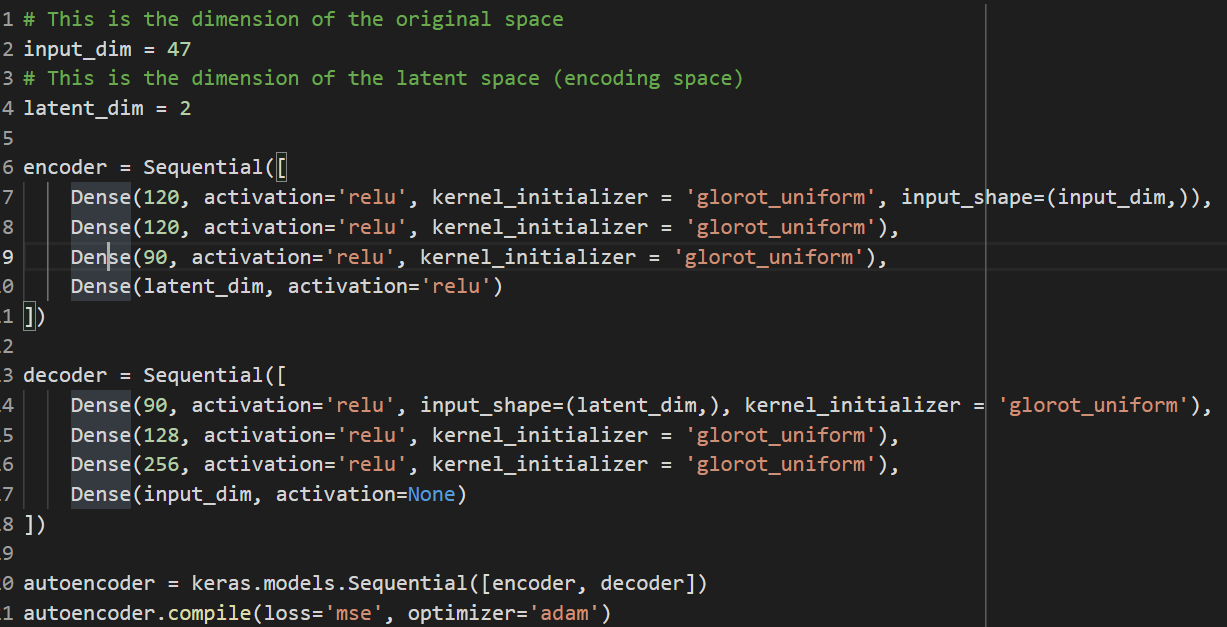 1 # This is the dimension of the original space
2 input_dim = 47
3 # This is the dimension of the latent space (encoding space)
4 latent_dim = 2
5
6 encoder = Sequential([
7     Dense(120, activation='relu', kernel_initializer = 'glorot_uniform', input_shape=(input_dim,)),
8     Dense(120, activation='relu', kernel_initializer = 'glorot_uniform'),
9     Dense(90, activation='relu', kernel_initializer = 'glorot_uniform'),
0     Dense(latent_dim, activation='relu')
1 ])
2
3 decoder = Sequential([
4     Dense(90, activation='relu', input_shape=(latent_dim,), kernel_initializer = 'glorot_uniform'),
5     Dense(128, activation='relu', kernel_initializer = 'glorot_uniform'),
6     Dense(256, activation='relu', kernel_initializer = 'glorot_uniform'),
7     Dense(input_dim, activation=None)
8 ])
9
0 autoencoder = keras.models.Sequential([encoder, decoder])
1 autoencoder.compile(loss='mse', optimizer='adam')